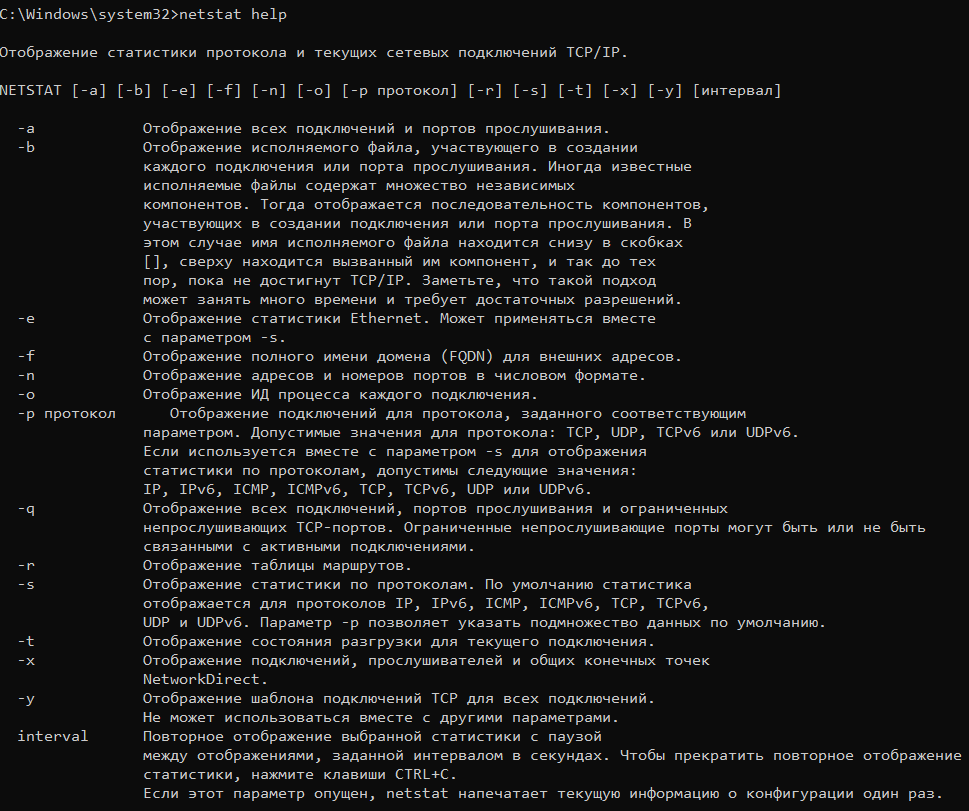 C:\Windows\system32>netstat help
Отображение статистики протокола и текущих сетевых подключений TCP/IP.
NETSTAT [-a] [-b] [-e] [-f] [-n] [-o] [-p протокол] [-r] [-s] [-t] [-x] [-y] [интервал]
-a Отображение всех подключений и портов прослушивания.
-b Отображение исполняемого файла, участвующего в создании
каждого подключения или порта прослушивания. Иногда известные
исполняемые файлы содержат множество независимых
компонентов. Тогда отображается последовательность компонентов,
участвующих в создании подключения или порта прослушивания. В
этом случае имя исполняемого файла находится снизу в скобках
[], сверху находится вызванный им компонент, и так до тех
пор, пока не достигнут TCP/IP. Заметьте, что такой подход
может занять много времени и требует достаточных разрешений.
-e Отображение статистики Ethernet. Может применяться вместе
с параметром -s.
-f Отображение полного имени домена (FQDN) для внешних адресов.
-n Отображение адресов и номеров портов в числовом формате.
-o Отображение ИД процесса каждого подключения.
-p протокол Отображение подключений для протокола, заданного соответствующим
параметром. Допустимые значения для протокола: TCP, UDP, TCPv6 или UDPv6.
Если используется вместе с параметром -s для отображения
статистики по протоколам, допустимы следующие значения:
IP, IPv6, ICMP, ICMPv6, TCP, TCPv6, UDP или UDPv6.
-q Отображение всех подключений, портов прослушивания и ограниченных
непрослушивающих TCP-портов. Ограниченные непрослушивающие порты могут быть или не быть
связанными с активными подключениями.
-r Отображение таблицы маршрутов.
-s Отображение статистики по протоколам. По умолчанию статистика
отображается для протоколов IP, IPv6, ICMP, ICMPv6, TCP, TCPv6,
UDP и UDPv6. Параметр -p позволяет указать подмножество данных по умолчанию.
-t Отображение состояния разгрузки для текущего подключения.
-x Отображение подключений, прослушивателей и общих конечных точек
NetworkDirect.
-y Отображение шаблона подключений TCP для всех подключений.
Не может использоваться вместе с другими параметрами.
interval Повторное отображение выбранной статистики с паузой
между отображениями, заданной интервалом в секундах. Чтобы прекратить повторное отображение
статистики, нажмите клавиши CTRL+C.
Если этот параметр опущен, netstat напечатает текущую информацию о конфигурации один раз.